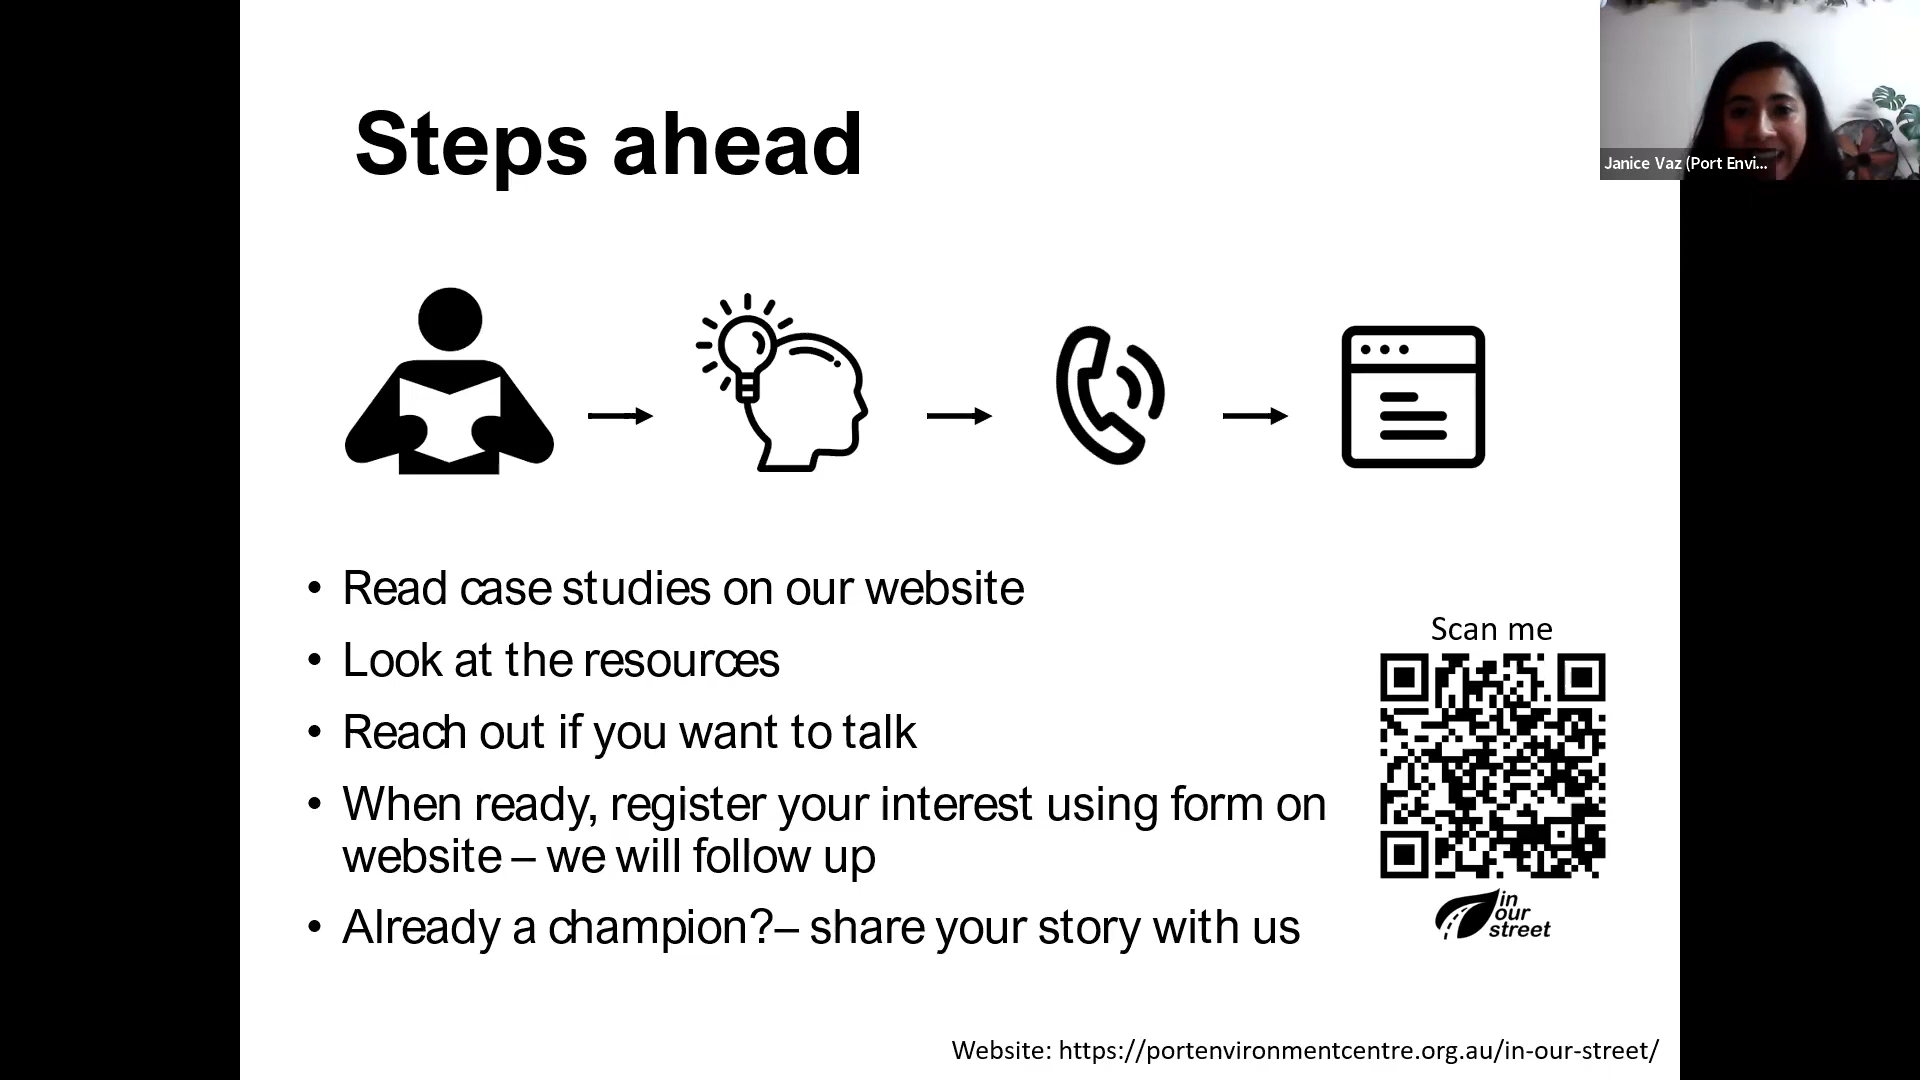 Steps ahead
Janice Vaz (Port Envi...
• Read case studies on our website
• Look at the resources
• Reach out if you want to talk
• When ready, register your interest using form on
website – we will follow up
• Already a champion?– share your story with us
Scan me
in
our
street
Website: https://portenvironmentcentre.org.au/in-our-street/